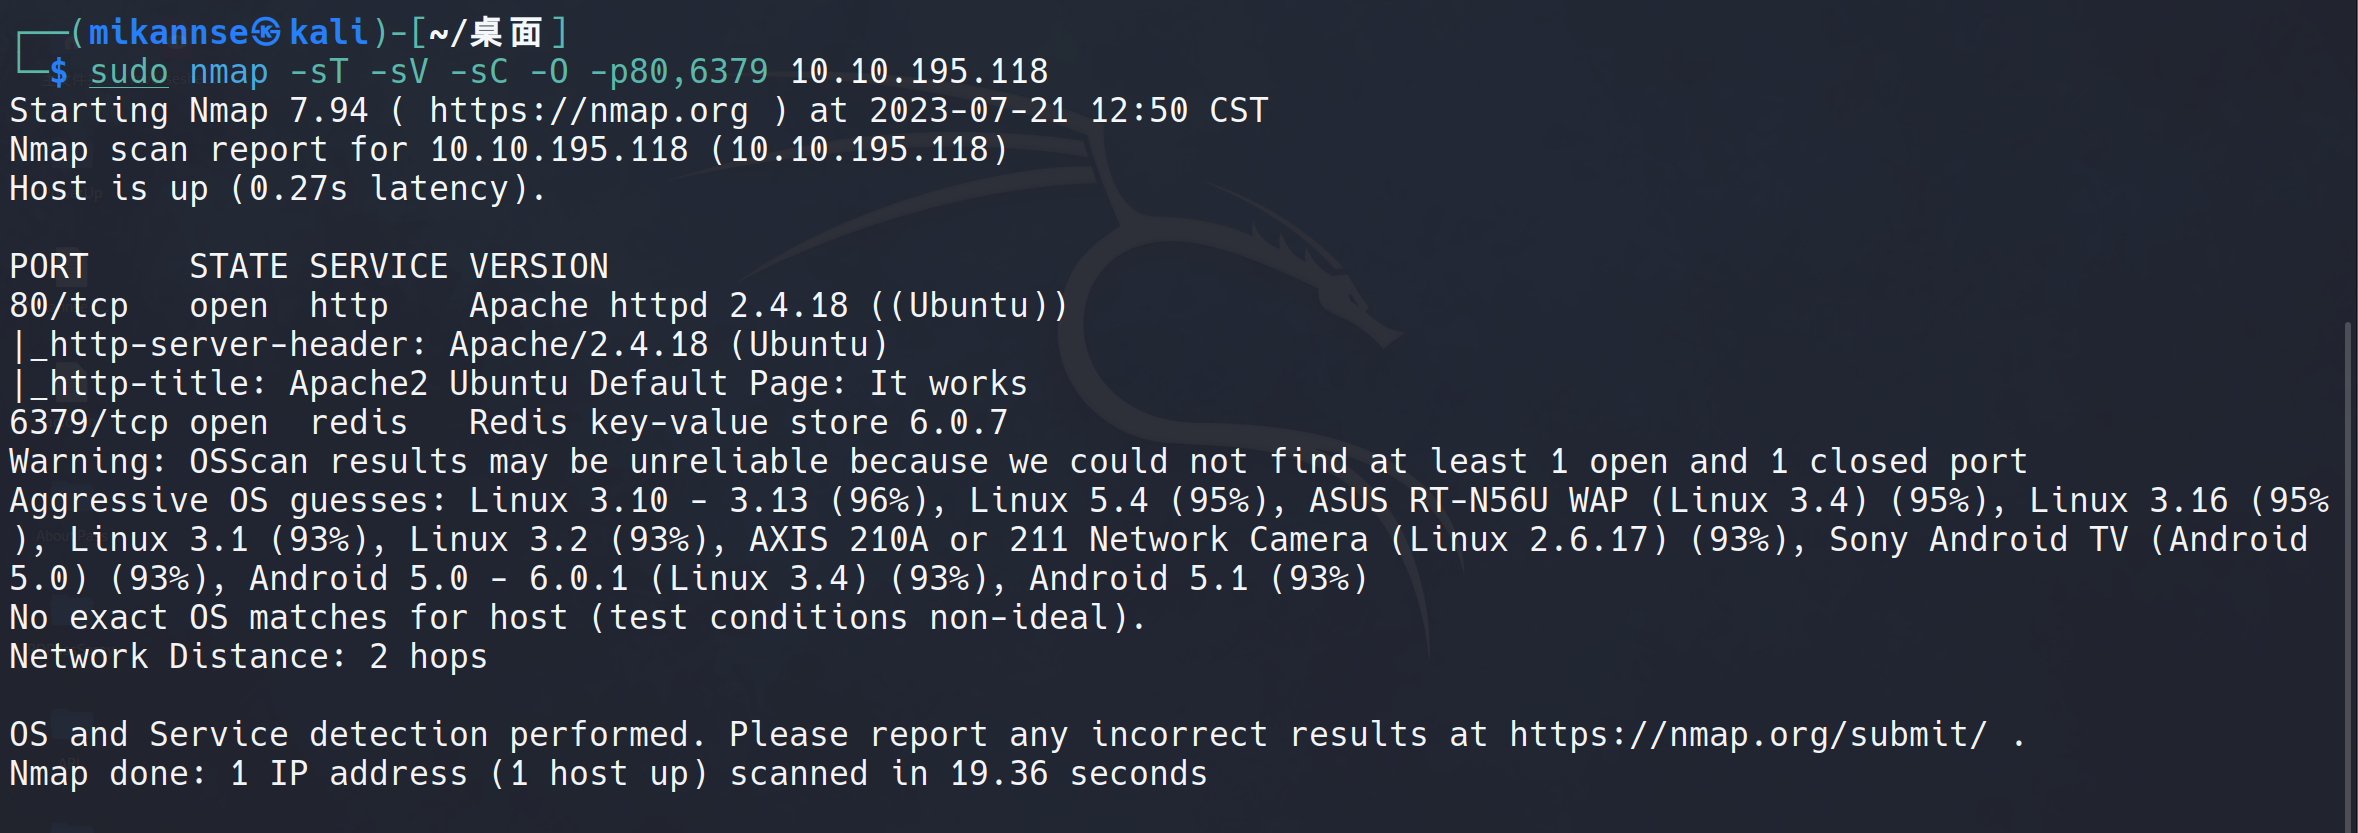 ┌──(mikannse㉿kali)-[~/桌面]
└─$ sudo nmap -sT -sV -sC -O -p80,6379 10.10.195.118
Starting Nmap 7.94 ( https://nmap.org ) at 2023-07-21 12:50 CST
Nmap scan report for 10.10.195.118 (10.10.195.118)
Host is up (0.27s latency).

PORT     STATE SERVICE VERSION
80/tcp   open  http    Apache httpd 2.4.18 ((Ubuntu))
|_http-server-header: Apache/2.4.18 (Ubuntu)
|_http-title: Apache2 Ubuntu Default Page: It works
6379/tcp open  redis   Redis key-value store 6.0.7
Warning: OSScan results may be unreliable because we could not find at least 1 open and 1 closed port
Aggressive OS guesses: Linux 3.10 - 3.13 (96%), Linux 5.4 (95%), ASUS RT-N56U WAP (Linux 3.4) (95%), Linux 3.16 (95%
), Linux 3.1 (93%), Linux 3.2 (93%), AXIS 210A or 211 Network Camera (Linux 2.6.17) (93%), Sony Android TV (Android
5.0) (93%), Android 5.0 - 6.0.1 (Linux 3.4) (93%), Android 5.1 (93%)
No exact OS matches for host (test conditions non-ideal).
Network Distance: 2 hops

OS and Service detection performed. Please report any incorrect results at https://nmap.org/submit/ .
Nmap done: 1 IP address (1 host up) scanned in 19.36 seconds